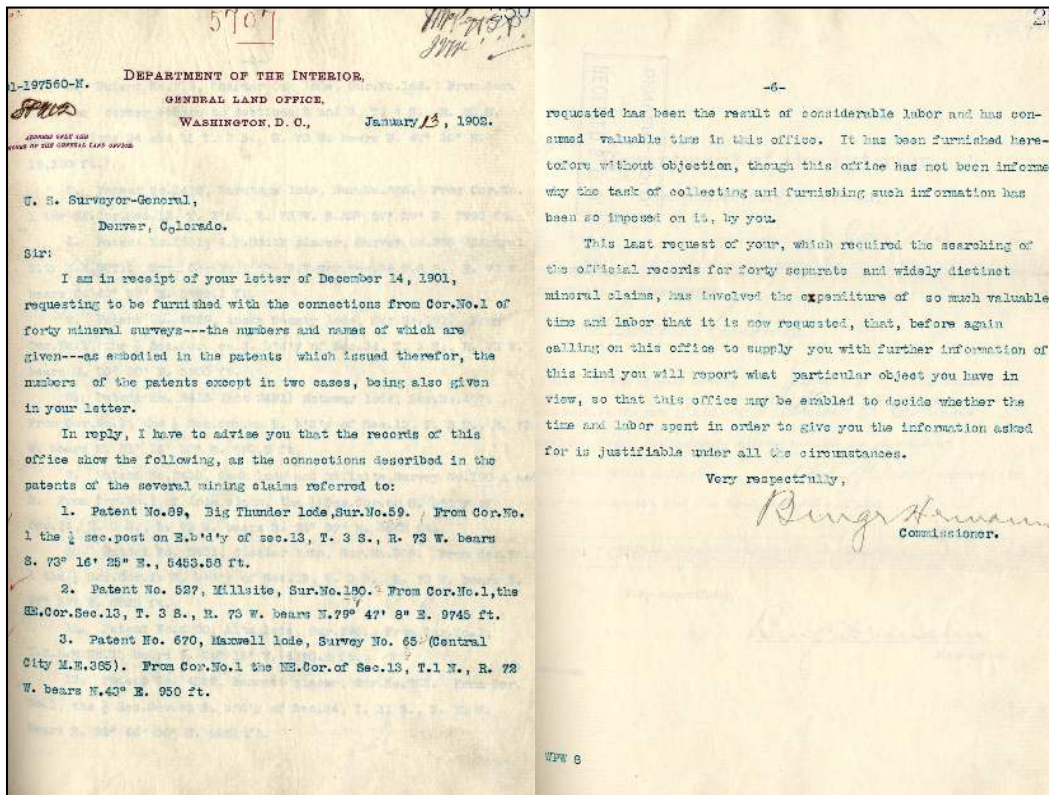 5707
1-197560-N.
DEPARTMENT OF THE INTERIOR,
GENERAL LAND OFFICE,
WASHINGTON, D. C.,
January 13, 1902.
ADDRESS ONLY THE
OF THE GENERAL LAND OFFICE
U. S. Surveyor-General,
Denver, Colorado.
Sir:
I am in receipt of your letter of December 14, 1901,
requesting to be furnished with the connections from Cor.No.1 of
forty mineral surveys---the numbers and names of which are
given---as embodied in the patents which issued therefor, the
numbers of the patents except in two cases, being also given
in your letter.
In reply, I have to advise you that the records of this
office show the following, as the connections described in the
patents of the several mining claims referred to:
1. Patent No.89, Big Thunder lode,Sur.No.59. From Cor.No.
1 the ¼ sec.post on E.b'd'y of sec.13, T. 3 S., R. 73 W. bears
S. 73° 16' 25" E., 5453.58 ft.
2. Patent No. 527, Millsite, Sur.No.180. From Cor.No.1,the
SE.Cor.Sec.13, T. 3 S., R. 73 W. bears N.79° 47' 8" E. 9745 ft.
3. Patent No. 670, Maxwell lode, Survey No. 65 (Central
City M.E.365). From Cor.No.1 the NE.Cor.of Sec.13, T.1 N., R. 72
W. bears N.43° E. 950 ft.
-6-
requested has been the result of considerable labor and has con-
sumed valuable time in this office. It has been furnished here-
tofore without objection, though this office has not been informe
why the task of collecting and furnishing such information has
been so imposed on it, by you.
This last request of your, which required the searching of
the official records for forty separate and widely distinct
mineral claims, has involved the expenditure of so much valuable
time and labor that it is now requested, that, before again
calling on this office to supply you with further information of
this kind you will report what particular object you have in
view, so that this office may be enabled to decide whether the
time and labor spent in order to give you the information asked
for is justifiable under all the circumstances.
Very respectfully,
Binger Hermann
Commissioner.
WFW 8